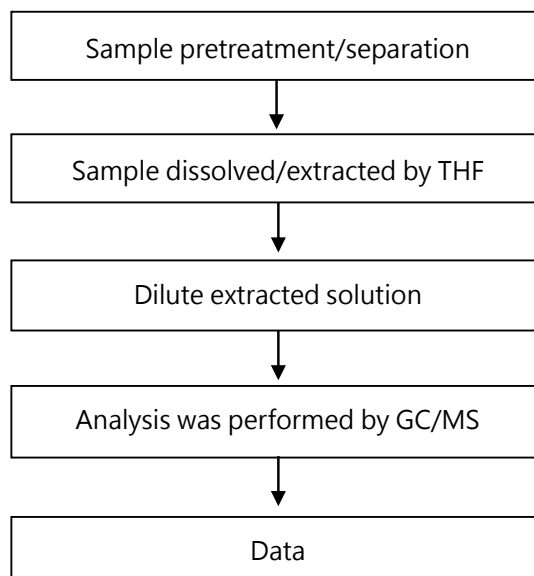 Sample pretreatment/separation
Sample dissolved/extracted by THF
Dilute extracted solution
Analysis was performed by GC/MS
Data